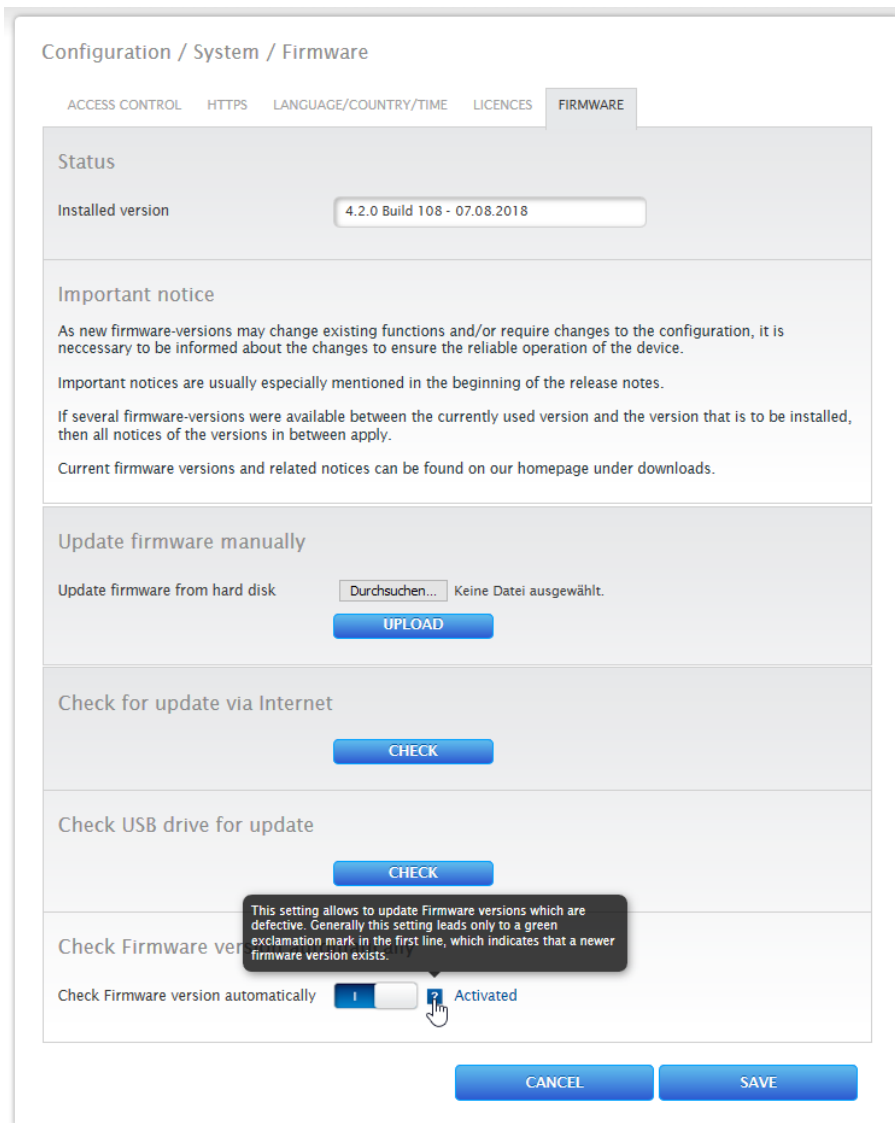 Configuration / System / Firmware
ACCESS CONTROL HTTPS LANGUAGE/COUNTRY/TIME LICENCES FIRMWARE
Status
Installed version 4.2.0 Build 108 - 07.08.2018
Important notice
As new firmware-versions may change existing functions and/or require changes to the configuration, it is
neccessary to be informed about the changes to ensure the reliable operation of the device.
Important notices are usually especially mentioned in the beginning of the release notes.
If several firmware-versions were available between the currently used version and the version that is to be installed,
then all notices of the versions in between apply.
Current firmware versions and related notices can be found on our homepage under downloads.
Update firmware manually
Update firmware from hard disk Durchsuchen... Keine Datei ausgewählt.
UPLOAD
Check for update via Internet
CHECK
Check USB drive for update
CHECK
This setting allows to update Firmware versions which are
defective. Generally this setting leads only to a green
exclamation mark in the first line, which indicates that a newer
firmware version exists.
Check Firmware version automatically
Check Firmware version automatically I ? Activated
CANCEL SAVE